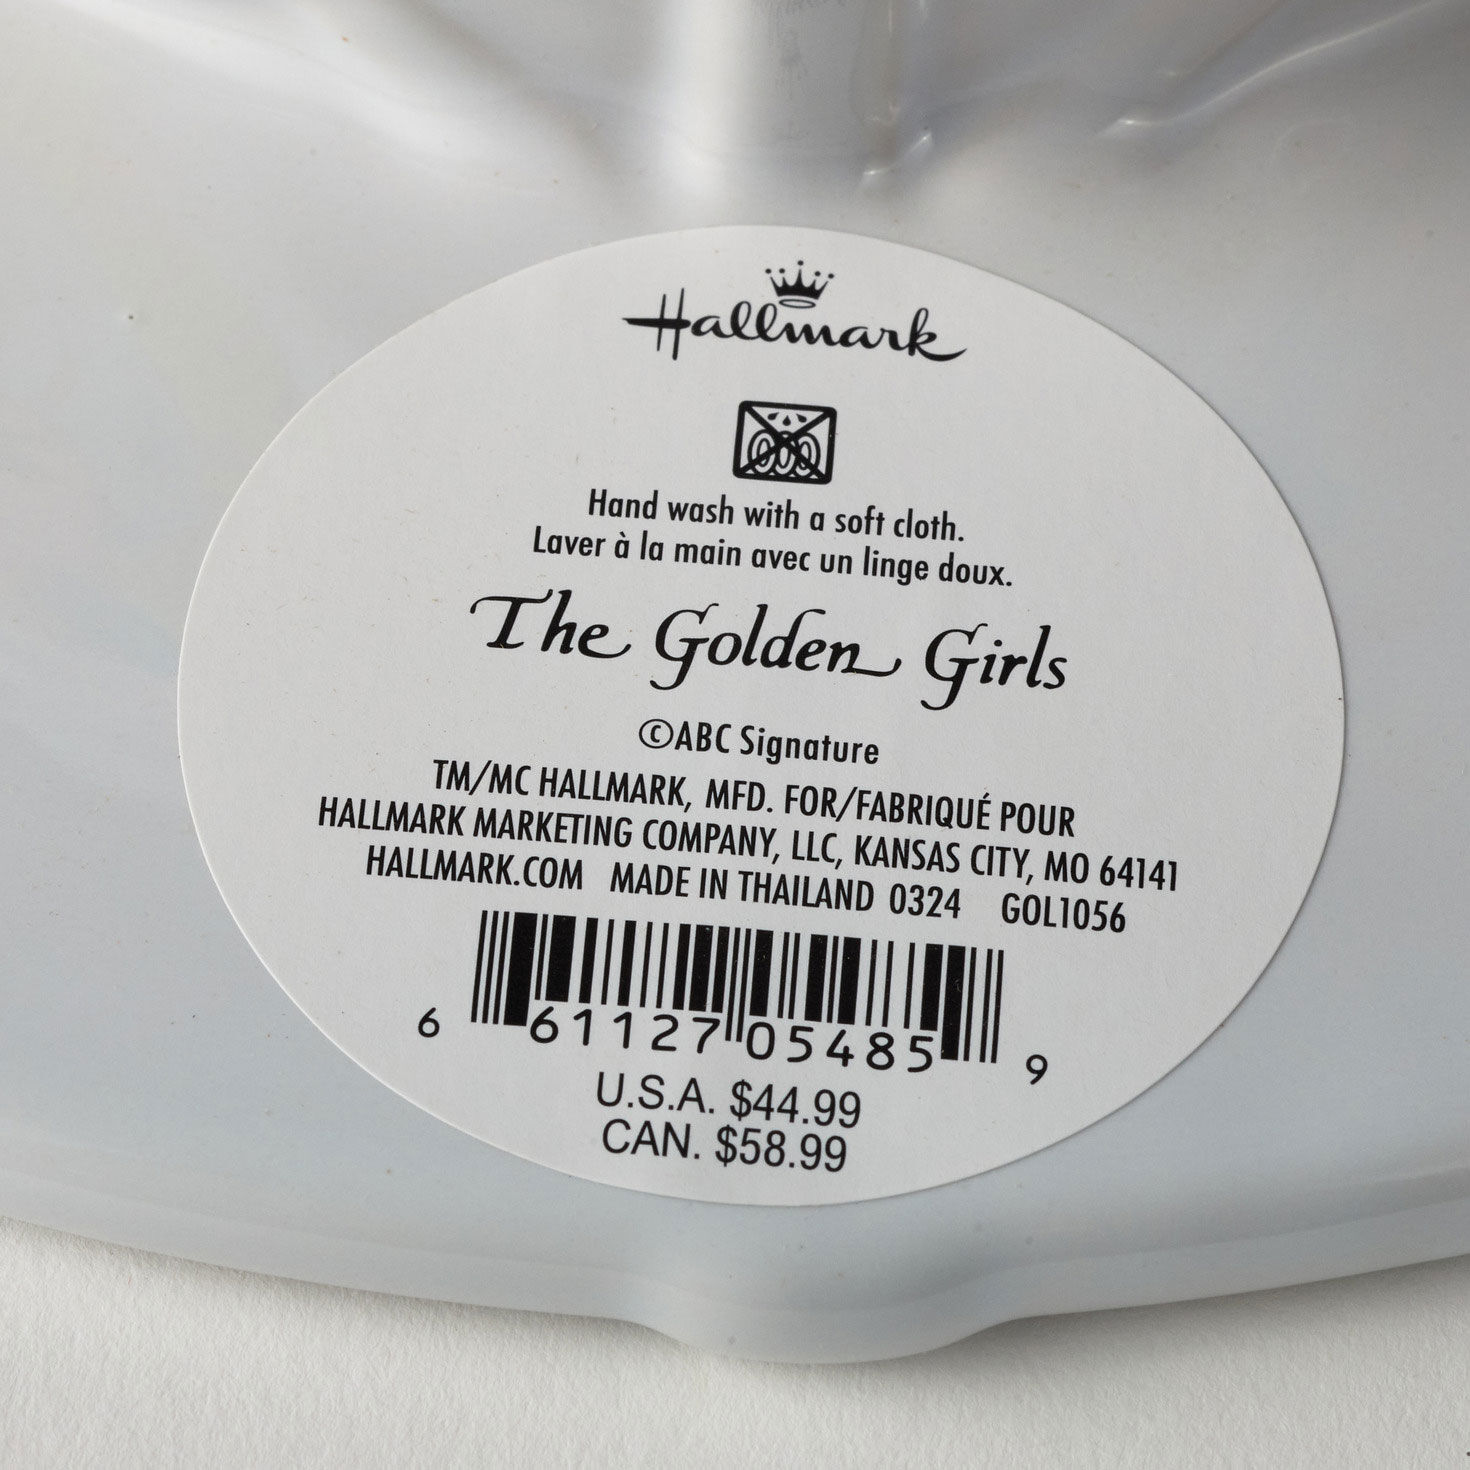 Hallmark
Hand wash with a soft cloth.
Laver à la main avec un linge doux.
The Golden Girls
©ABC Signature
TM/MC HALLMARK, MFD. FOR/FABRIQUÉ POUR
HALLMARK MARKETING COMPANY, LLC, KANSAS CITY, MO 64141
HALLMARK.COM MADE IN THAILAND 0324 GOL1056
6 61127 05485 9
U.S.A. $44.99
CAN. $58.99